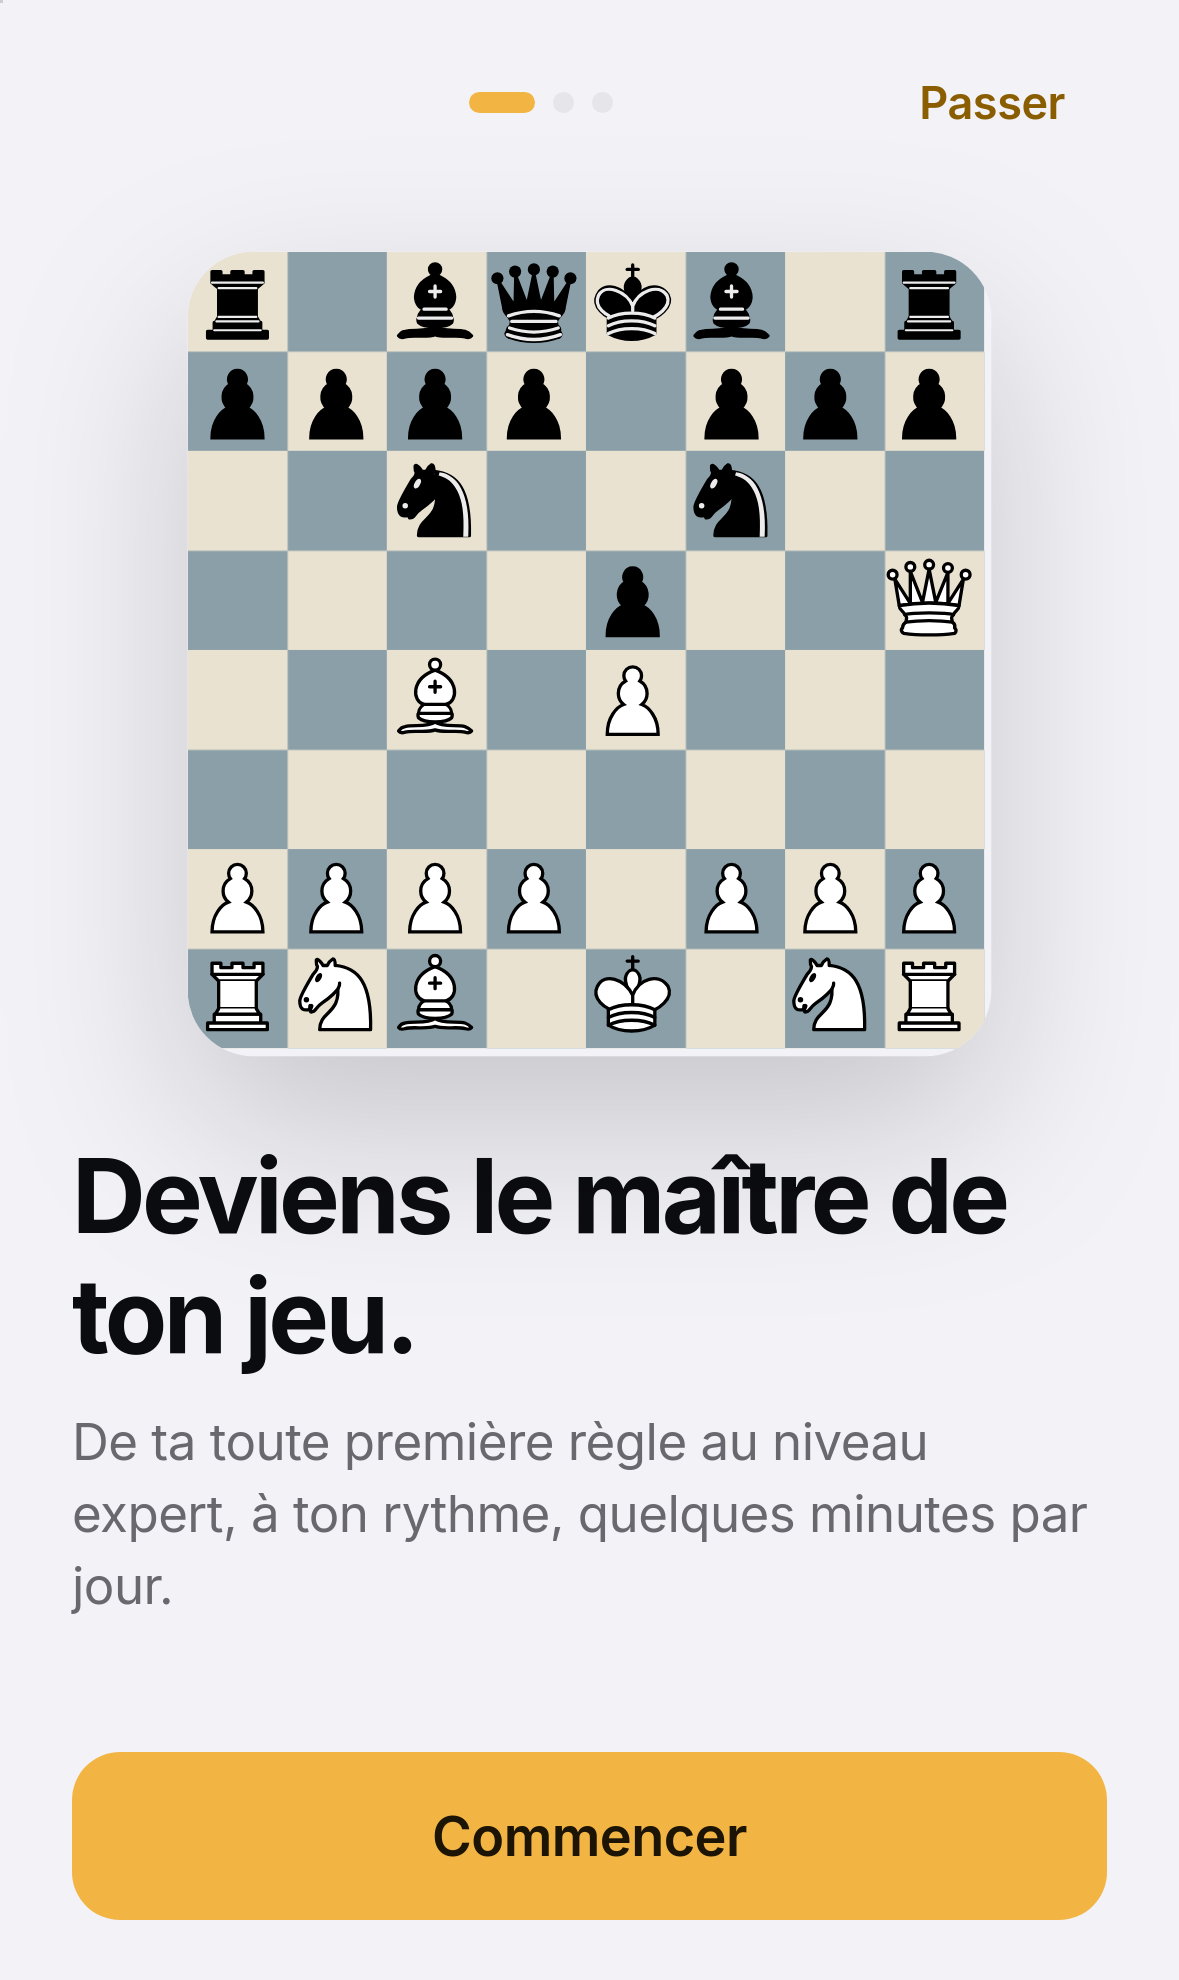 Passer
Deviens le maître de
ton jeu.
De ta toute première règle au niveau
expert, à ton rythme, quelques minutes par
jour.
Commencer